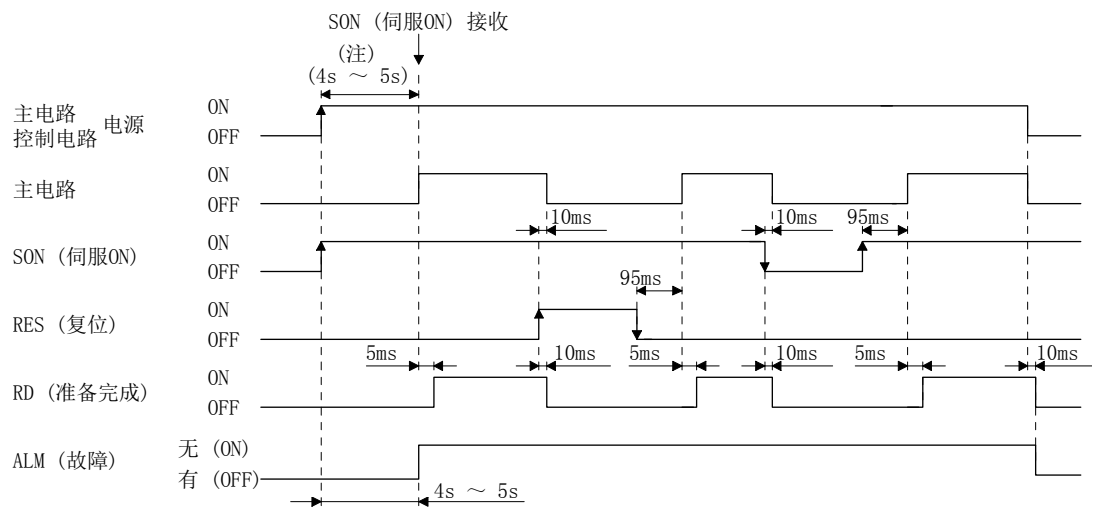 SON (伺服ON) 接收
(注)
(4s ～ 5s)
主电路
控制电路
电源
ON
OFF
主电路
ON
OFF
10ms
10ms
95ms
SON (伺服ON)
ON
OFF
95ms
RES (复位)
ON
OFF
5ms
10ms
5ms
10ms
5ms
10ms
RD (准备完成)
ON
OFF
ALM (故障)
无 (ON)
有 (OFF)
4s ～ 5s